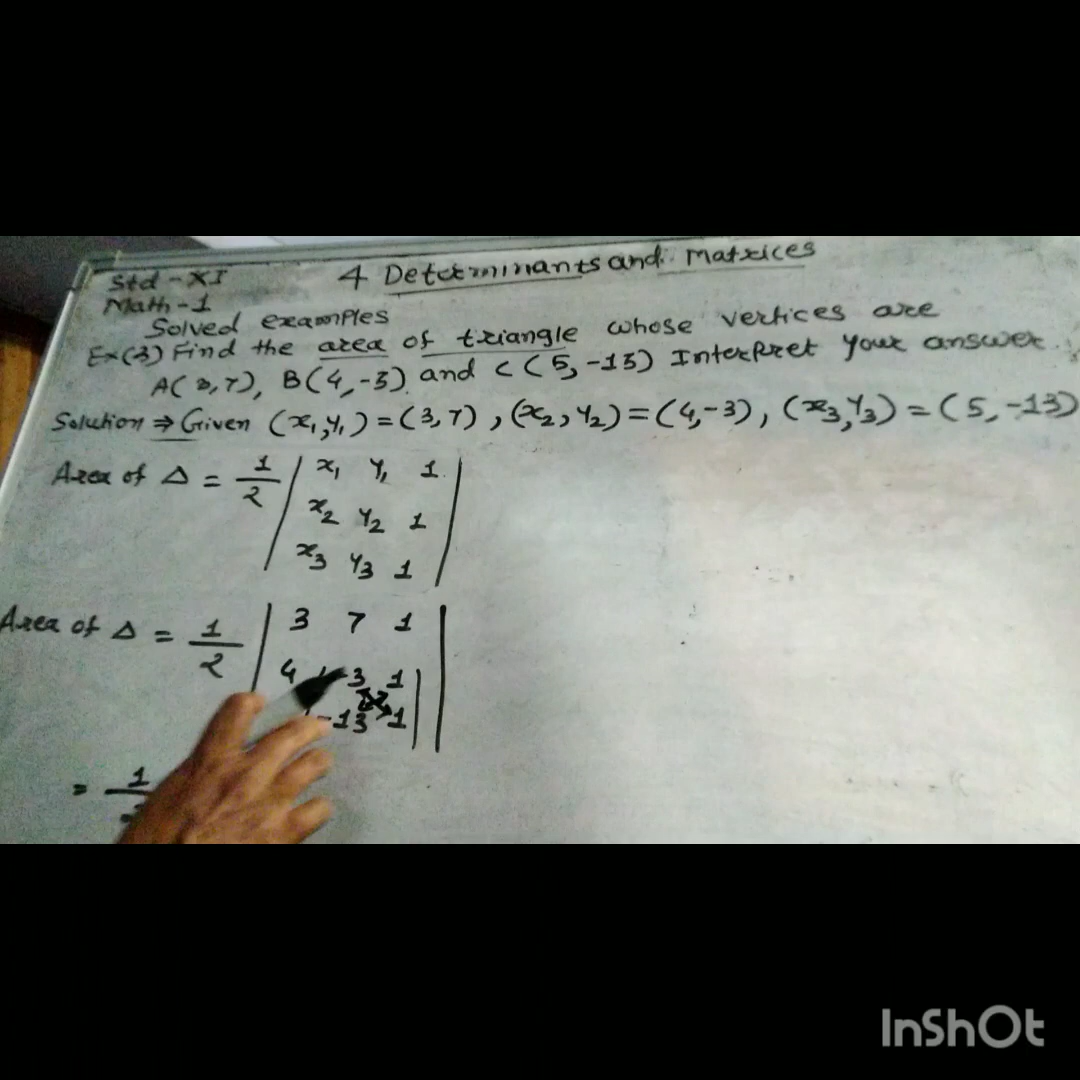 Std - XI
4 Determinants and Matrices
Math - 1
Solved examples
Ex(3) Find the area of triangle whose vertices are
A(3,7), B(4,-3) and C(5,-13) Interpret your answer.
Solution ⇒ Given (x₁,y₁) = (3,7), (x₂,y₂) = (4,-3), (x₃,y₃) = (5,-13)
Area of Δ = 1/2 | x₁ y₁ 1 |
x₂ y₂ 1
x₃ y₃ 1
Area of Δ = 1/2 | 3 7 1 |
4 -3 1
-13 1
= 1
InShOt